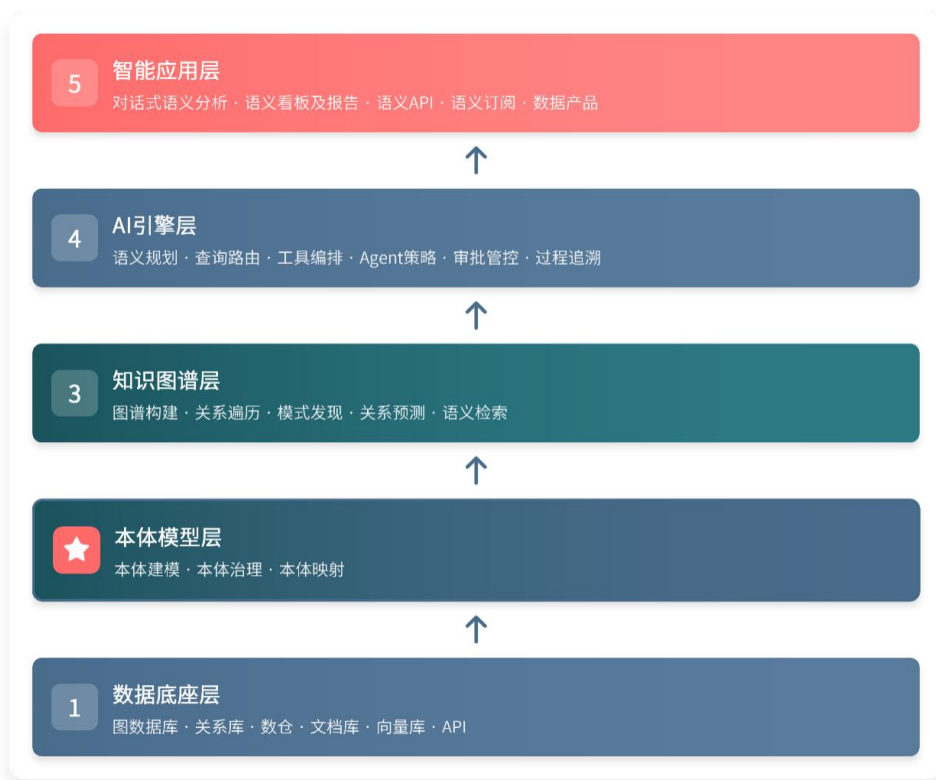 5
智能应用层
对话式语义分析 · 语义看板及报告 · 语义API · 语义订阅 · 数据产品
4
AI引擎层
语义规划 · 查询路由 · 工具编排 · Agent策略 · 审批管控 · 过程追溯
3
知识图谱层
图谱构建 · 关系遍历 · 模式发现 · 关系预测 · 语义检索
本体模型层
本体建模 · 本体治理 · 本体映射
1
数据底座层
图数据库 · 关系库 · 数仓 · 文档库 · 向量库 · API